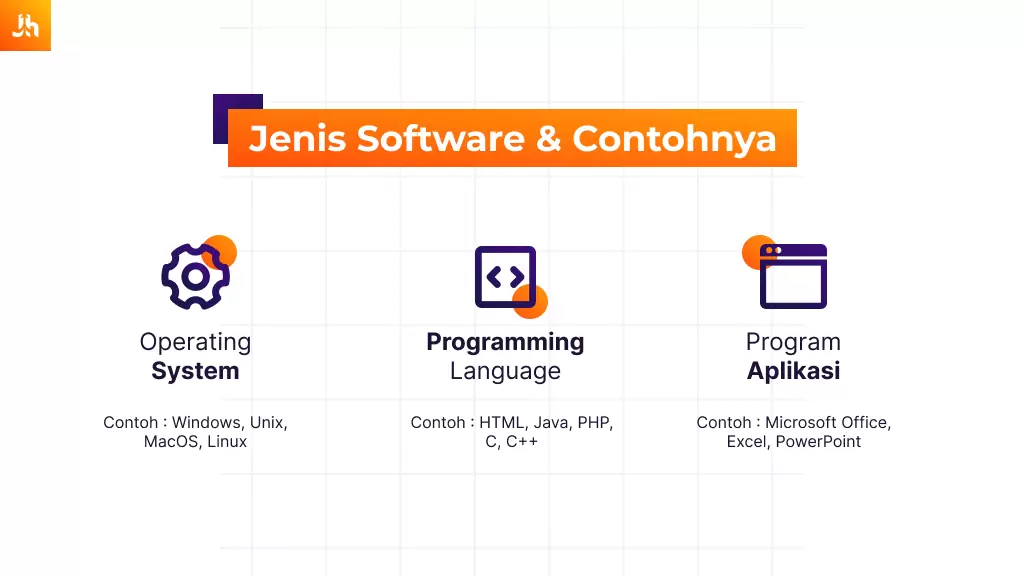 Jh
Jenis Software & Contohnya
Operating
System
Contoh : Windows, Unix,
MacOS, Linux
Programming
Language
Contoh : HTML, Java, PHP,
C, C++
Program
Aplikasi
Contoh : Microsoft Office,
Excel, PowerPoint